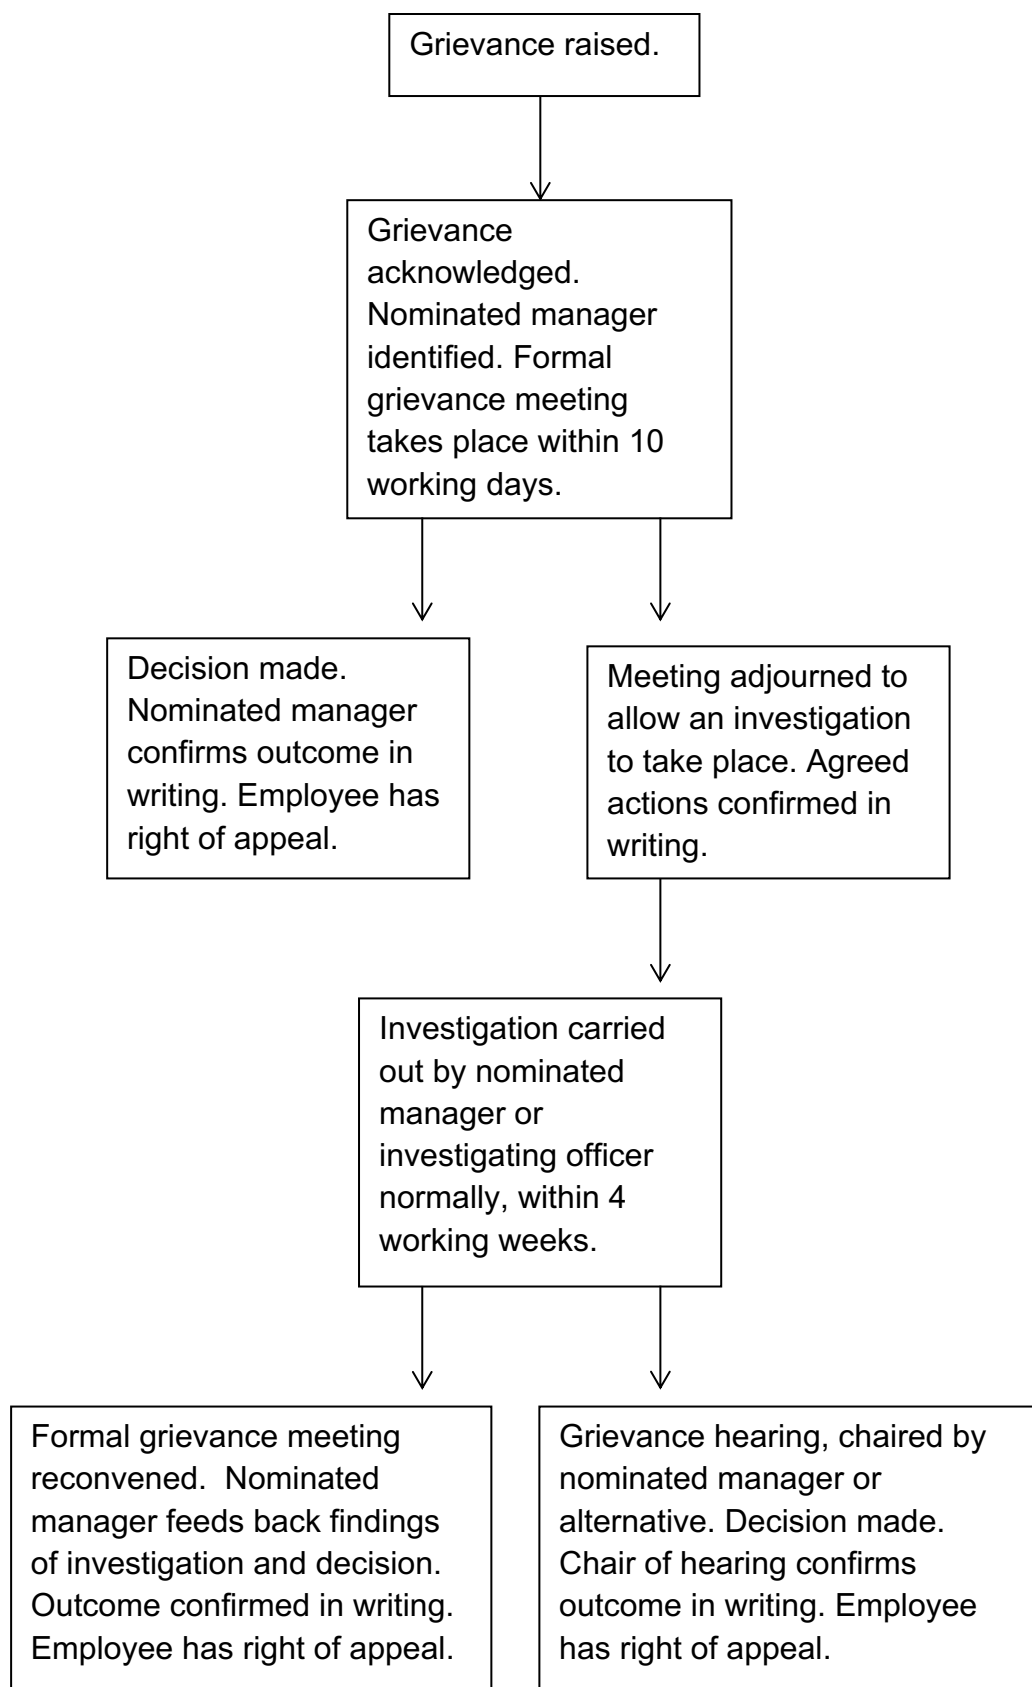 Grievance raised.
Grievance
acknowledged.
Nominated manager
identified. Formal
grievance meeting
takes place within 10
working days.
Decision made.
Nominated manager
confirms outcome in
writing. Employee has
right of appeal.
Meeting adjourned to
allow an investigation
to take place. Agreed
actions confirmed in
writing.
Investigation carried
out by nominated
manager or
investigating officer
normally, within 4
working weeks.
Formal grievance meeting
reconvened.  Nominated
manager feeds back findings
of investigation and decision.
Outcome confirmed in writing.
Employee has right of appeal.
Grievance hearing, chaired by
nominated manager or
alternative. Decision made.
Chair of hearing confirms
outcome in writing. Employee
has right of appeal.